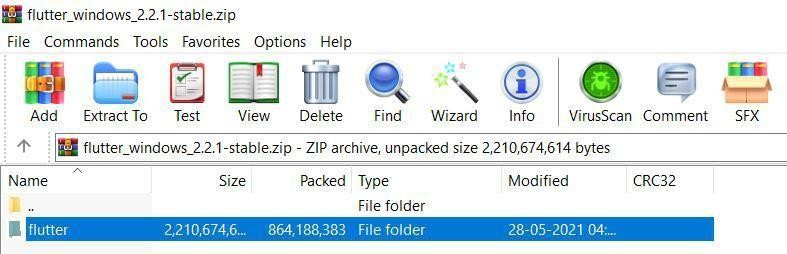 flutter_windows_2.2.1-stable.zip
File Commands Tools Favorites Options Help
Add Extract To Test View Delete Find Wizard Info VirusScan Comment SFX
flutter_windows_2.2.1-stable.zip - ZIP archive, unpacked size 2,210,674,614 bytes
Name Size Packed Type Modified CRC32
.. File folder
flutter 2,210,674,6... 864,188,383 File folder 28-05-2021 04:...